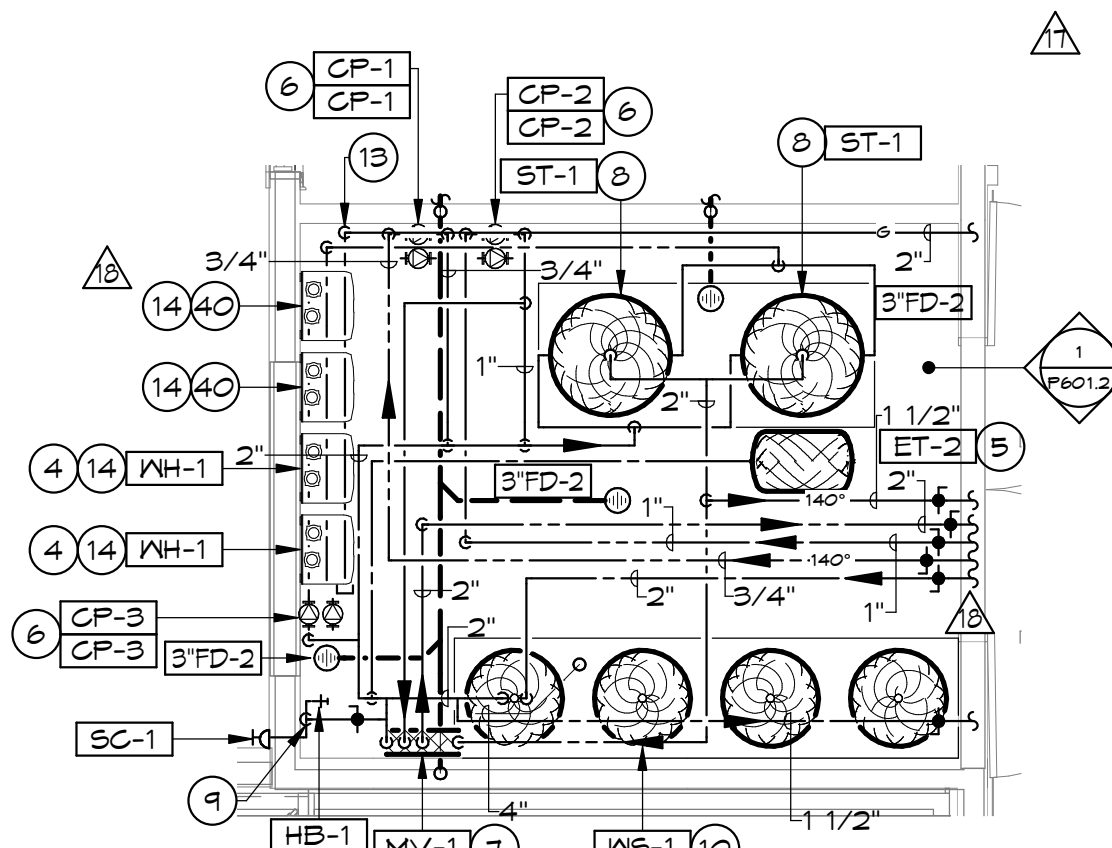 17
CP-1
6
CP-1
CP-2
6
CP-2
8 ST-1
13
ST-1 8
G
2"
18
3/4"
3/4"
14 40
3"FD-2
1
P601.2
1"
14 40
2"
1 1/2"
ET-2 5
4 14 WH-1
2"
3"FD-2
2"
140°
1"
4 14 WH-1
140°
2"
2"
3/4"
1"
CP-3
6
CP-3
18
2"
3"FD-2
SC-1
9
4"
1 1/2"
HB-1
MV-1 7
WS-1 10